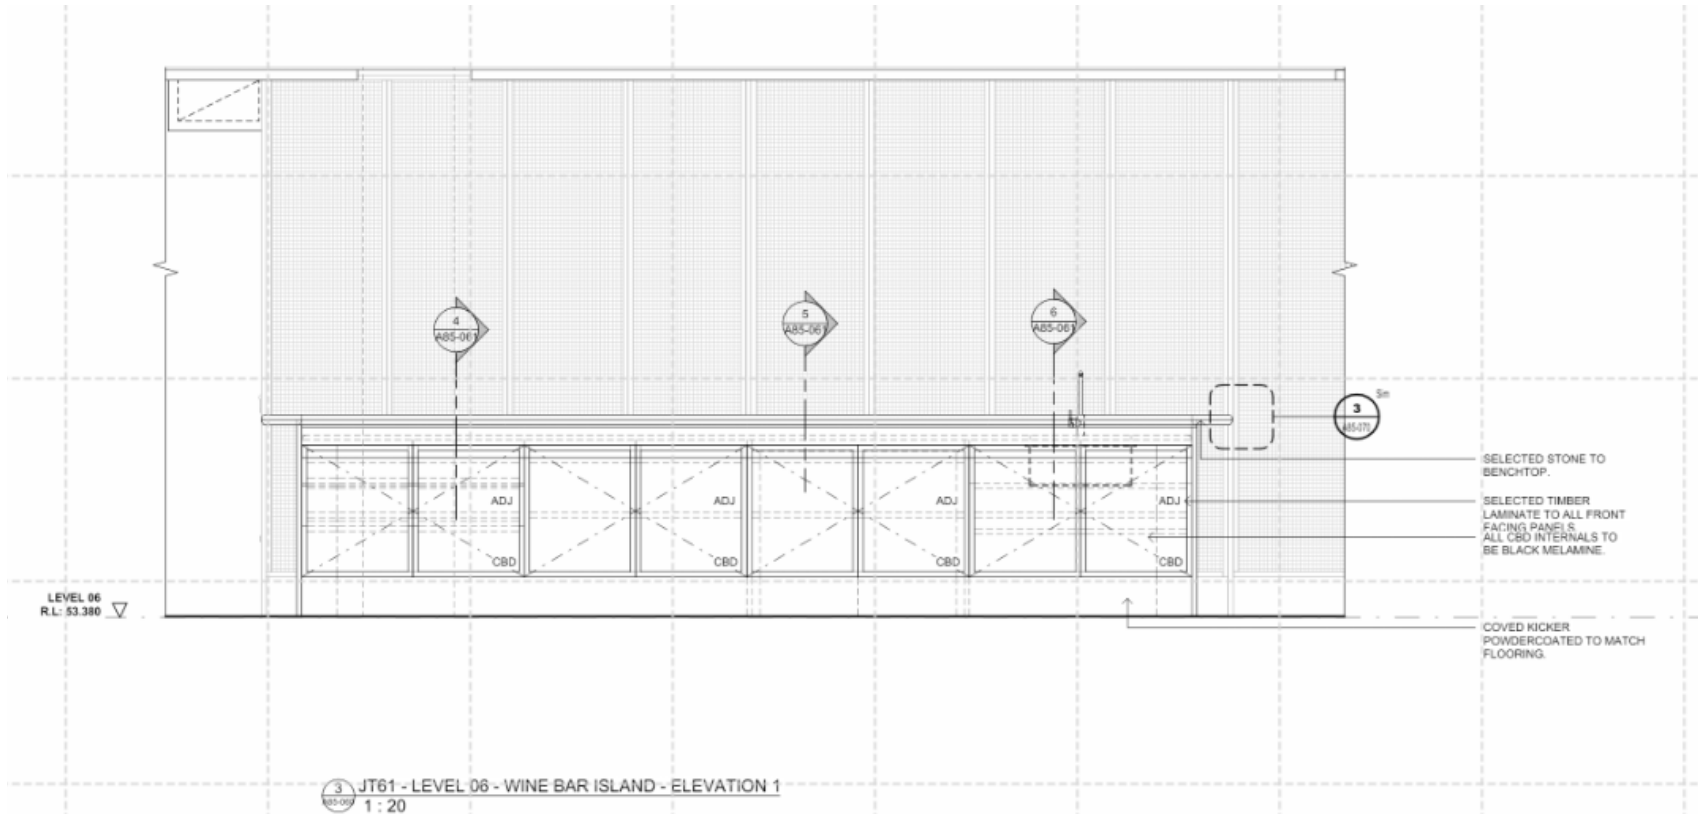 4
A85-061
5
A85-061
6
A85-061
Sim
3
A85-070
SELECTED STONE TO
BENCHTOP.
ADJ
ADJ
ADJ
ADJ
SELECTED TIMBER
LAMINATE TO ALL FRONT
FACING PANELS.
ALL CBD INTERNALS TO
BE BLACK MELAMINE.
CBD
CBD
CBD
CBD
LEVEL 06
R.L: 53.380
COVED KICKER
POWDERCOATED TO MATCH
FLOORING.
3
A85-060
JT61 - LEVEL 06 - WINE BAR ISLAND - ELEVATION 1
1 : 20